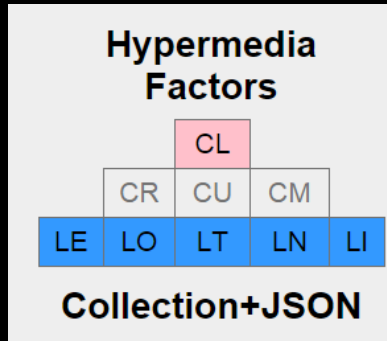 Hypermedia
Factors
CL
CR CU CM
LE LO LT LN LI
Collection+JSON